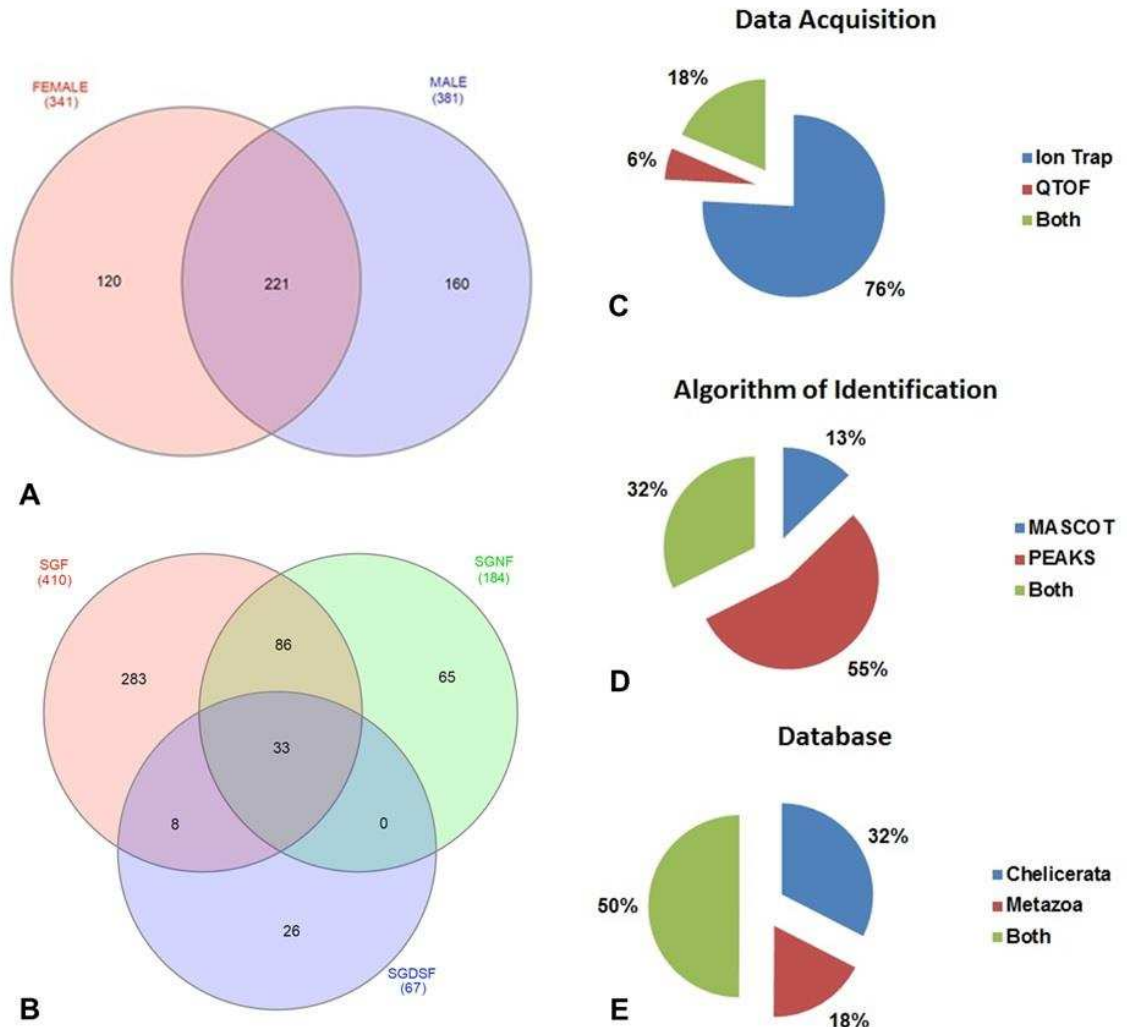 FEMALE
(341)
MALE
(381)
120
221
160
A
SGF
(410)
SGNF
(184)
283
86
65
33
8
0
26
SGDSF
(67)
B
Data Acquisition
18%
6%
76%
Ion Trap
QTOF
Both
C
Algorithm of Identification
13%
32%
55%
MASCOT
PEAKS
Both
D
Database
32%
50%
18%
Chelicerata
Metazoa
Both
E